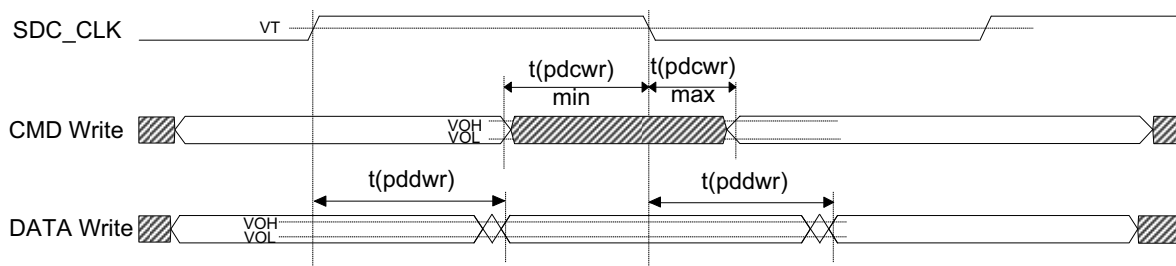 SDC_CLK
VT
t(pdcwr) t(pdcwr)
min max
CMD Write
VOH
VOL
t(pddwr) t(pddwr)
DATA Write
VOH
VOL